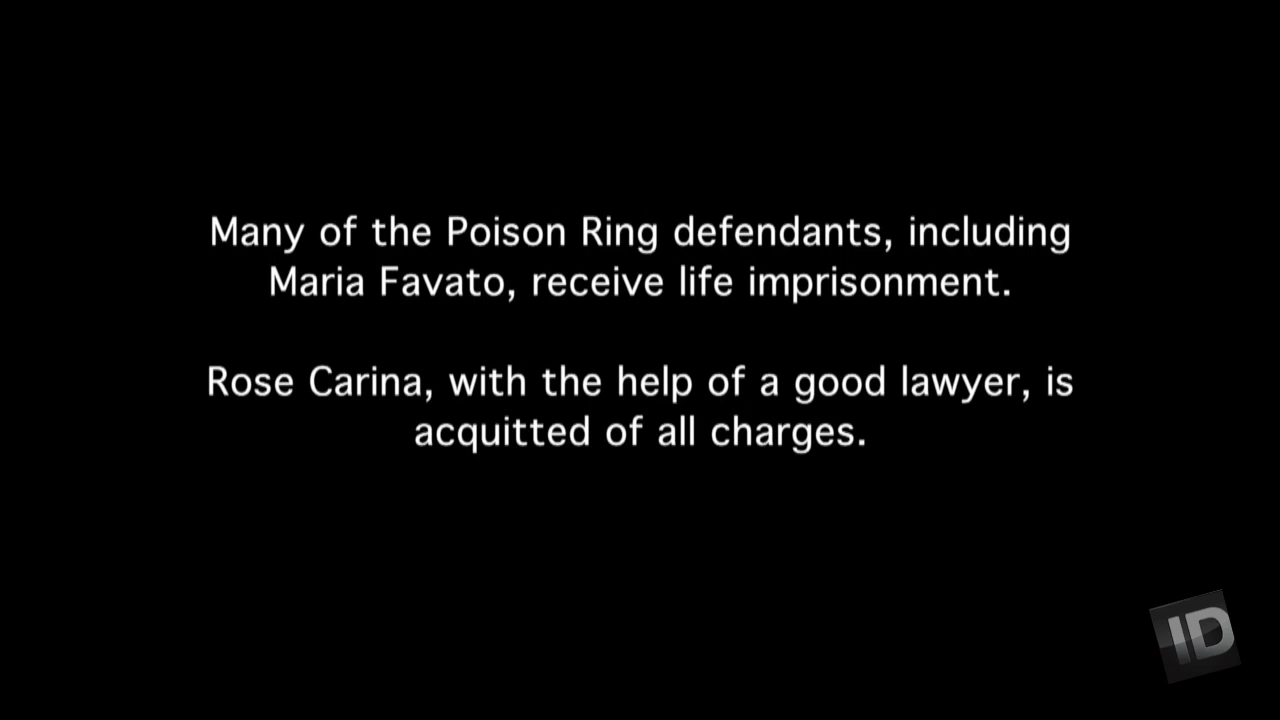 Many of the Poison Ring defendants, including
Maria Favato, receive life imprisonment.
Rose Carina, with the help of a good lawyer, is
acquitted of all charges.
ID